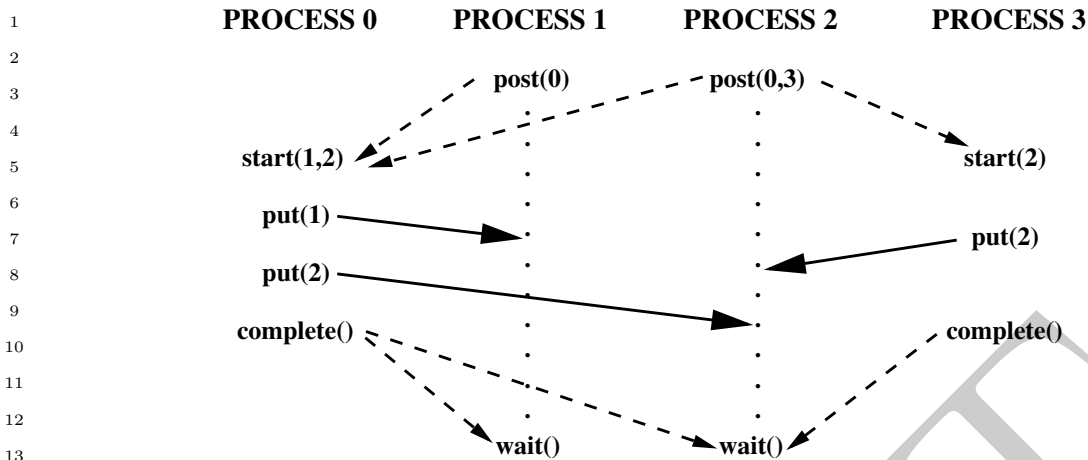 1 PROCESS 0 PROCESS 1 PROCESS 2 PROCESS 3
2
post(0) post(0,3)
3
4
start(1,2) start(2)
5
6
put(1)
7 put(2)
8 put(2)
9
complete() complete()
10
11
12
wait() wait()
13